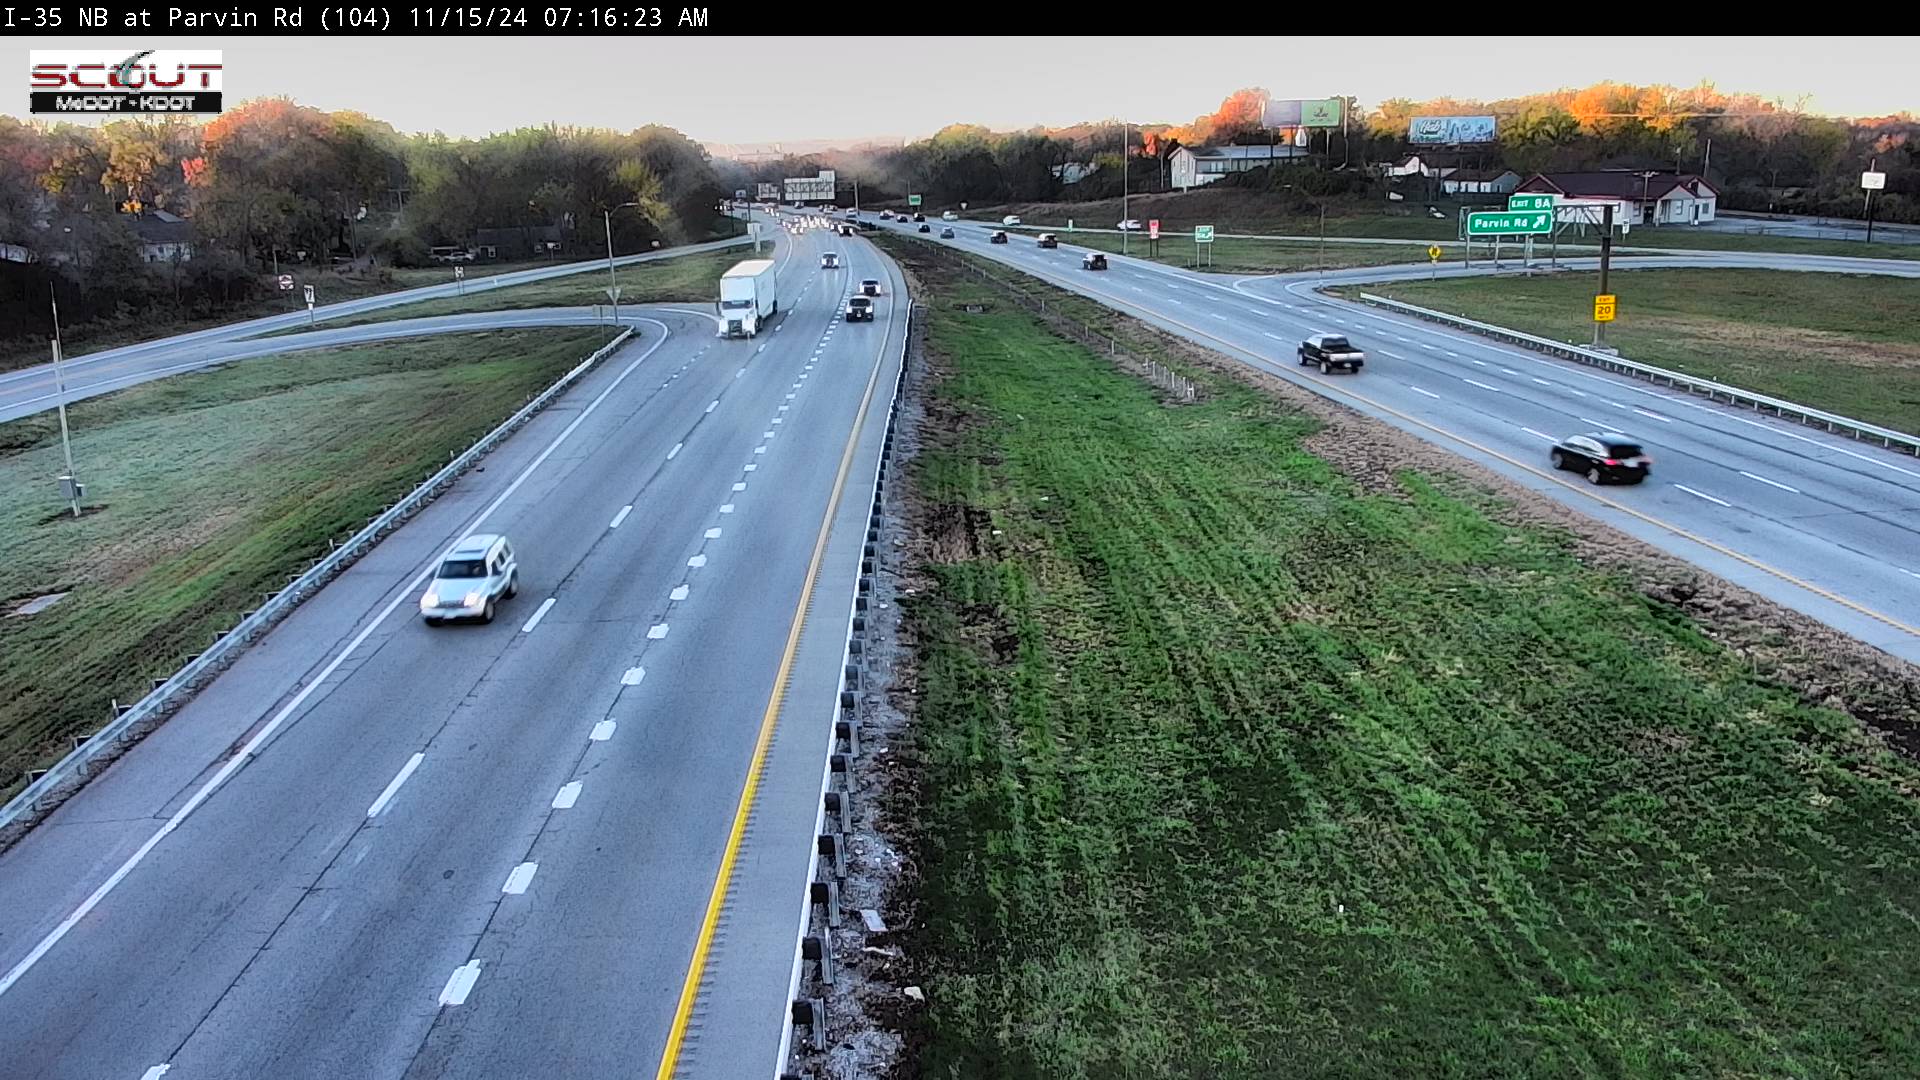 I-35 NB at Parvin Rd (104) 11/15/24 07:16:23 AM
SCOUT
MoDOT - KDOT
EXIT 8A
Parvin Rd
EXIT
20